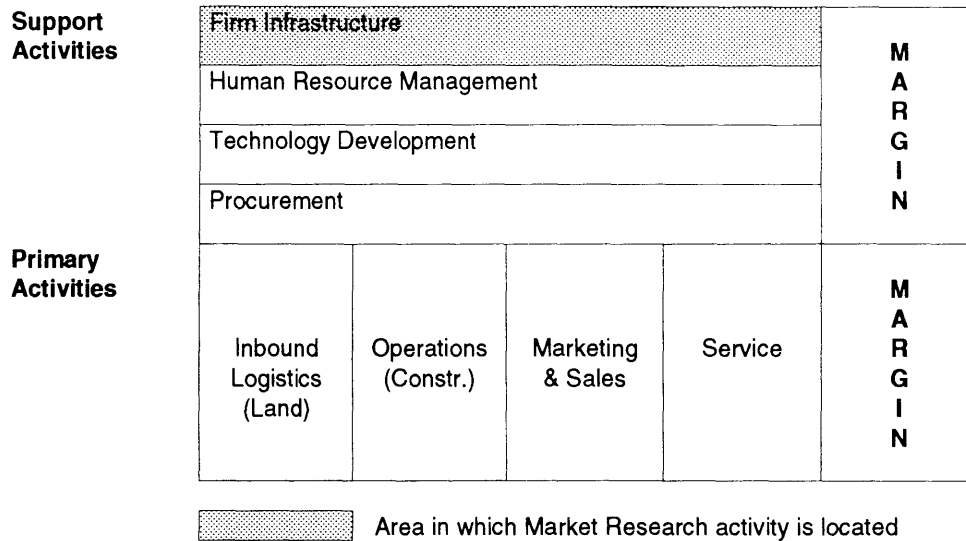 Support
Activities
Firm Infrastructure
Human Resource Management
Technology Development
Procurement
M
A
R
G
I
N
Primary
Activities
Inbound
Logistics
(Land)
Operations
(Constr.)
Marketing
& Sales
Service
M
A
R
G
I
N
Area in which Market Research activity is located